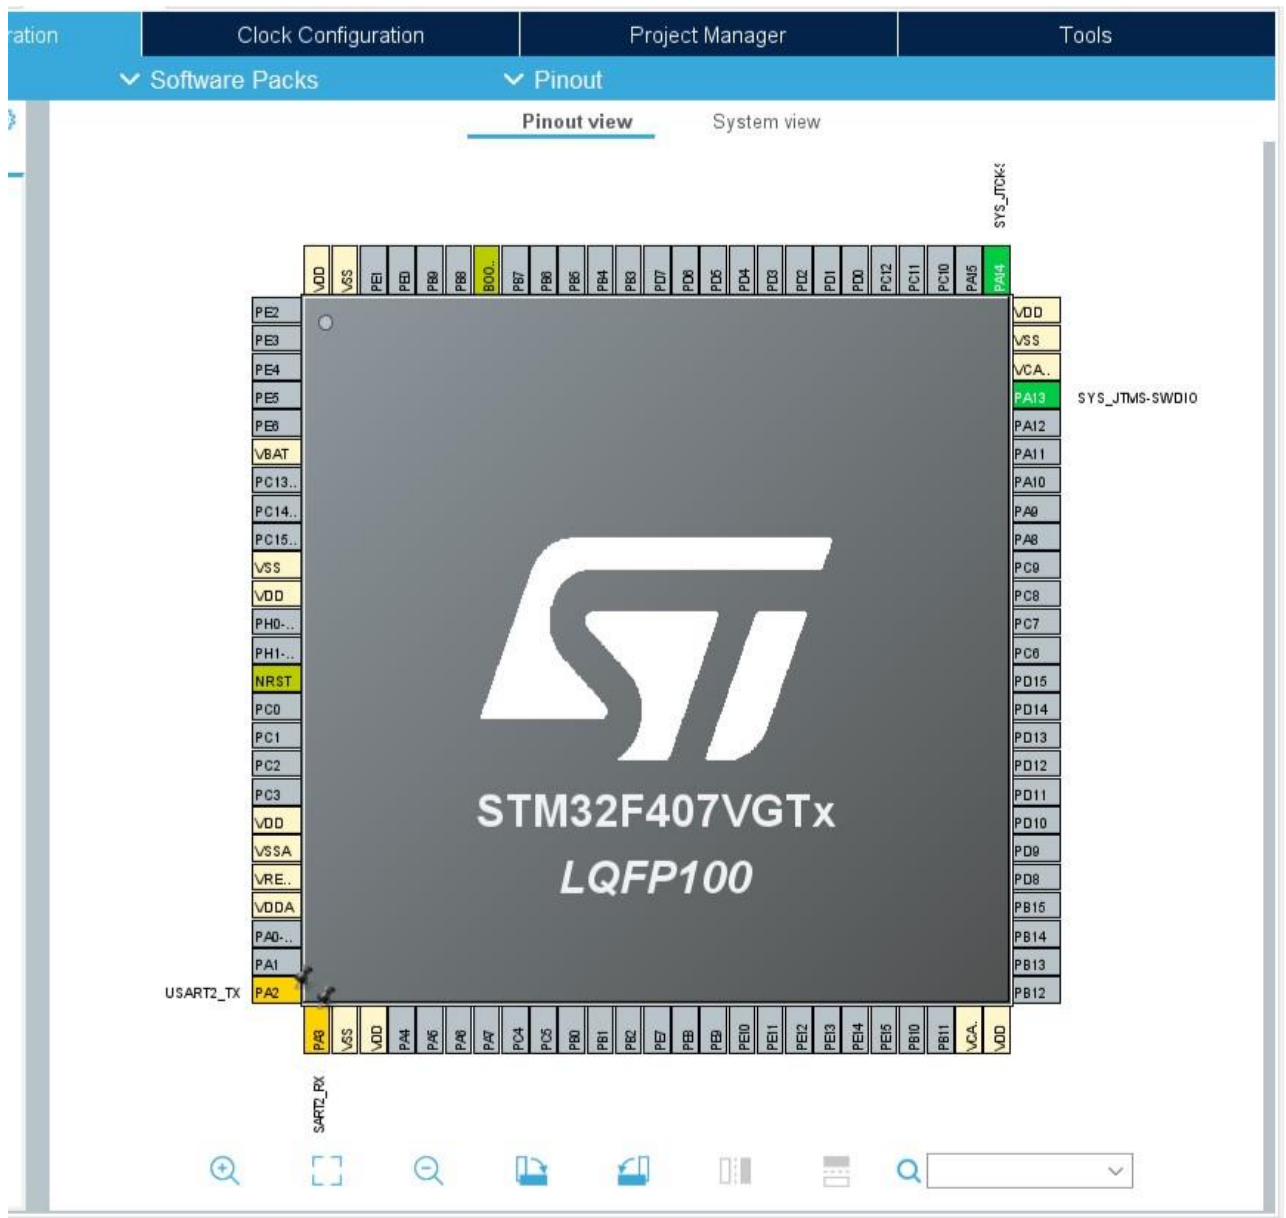 ration Clock Configuration Project Manager Tools
Software Packs Pinout
Pinout view System view
SYS_JTCK-S
VDD VSS PE1 PE0 PB9 PB8 BOO.. PB7 PB6 PB5 PB4 PB3 PD7 PD6 PD5 PD4 PD3 PD2 PD1 PD0 PC12 PC11 PC10 PA15 PA14
PE2 VDD
PE3 VSS
PE4 VCA..
PE5 PA13 SYS_JTMS-SWDIO
PE6 PA12
VBAT PA11
PC13.. PA10
PC14.. PA9
PC15.. PA8
VSS PC9
VDD PC8
PH0-.. PC7
PH1-.. PC6
NRST PD15
PC0 PD14
PC1 PD13
PC2 PD12
PC3 PD11
VDD PD10
VSSA PD9
VRE.. PD8
VDDA PB15
PA0-.. PB14
PA1 PB13
USART2_TX PA2 PB12
ST
STM32F407VGTx
LQFP100
PA3 VSS VDD PA4 PA5 PA6 PA7 PC4 PC5 PB0 PB1 PB2 PE7 PE8 PE9 PE10 PE11 PE12 PE13 PE14 PE15 PB10 PB11 VCA.. VDD
SART2_RX